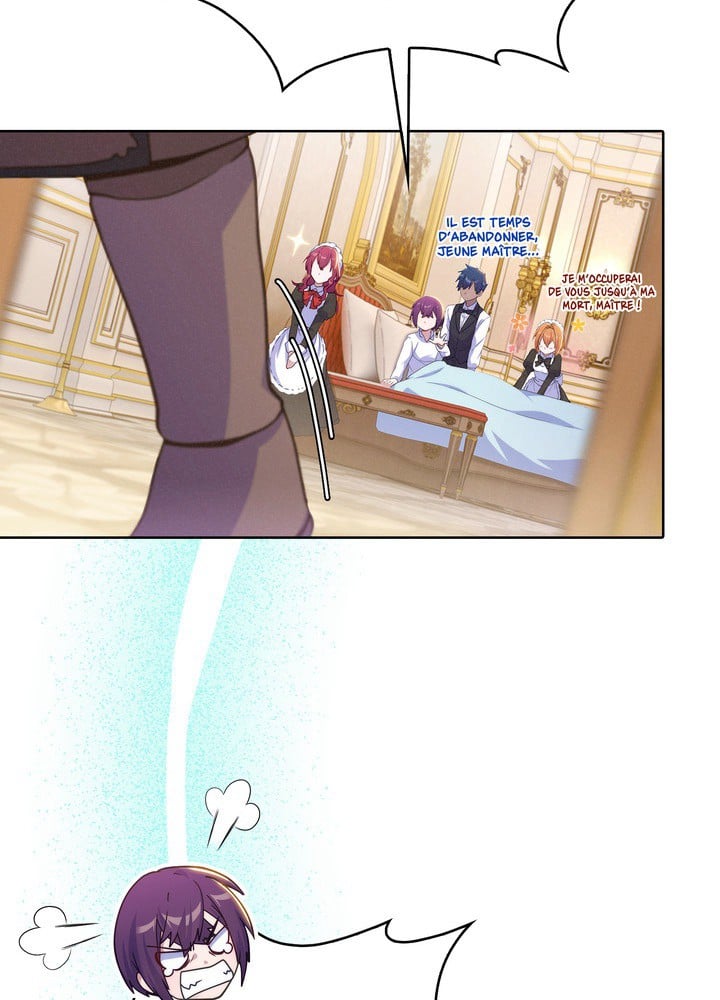 IL EST TEMPS
D'ABANDONNER,
JEUNE MAÎTRE...
JE M'OCCUPERAI
DE VOUS JUSQU'À MA
MORT, MAÎTRE !